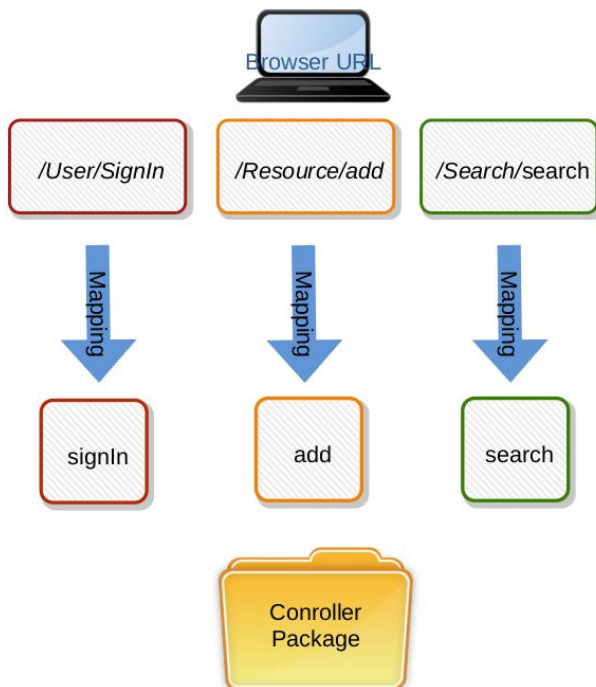 Browser URL
/User/SignIn
/Resource/add
/Search/search
Mapping
Mapping
Mapping
signIn
add
search
Conroller
Package